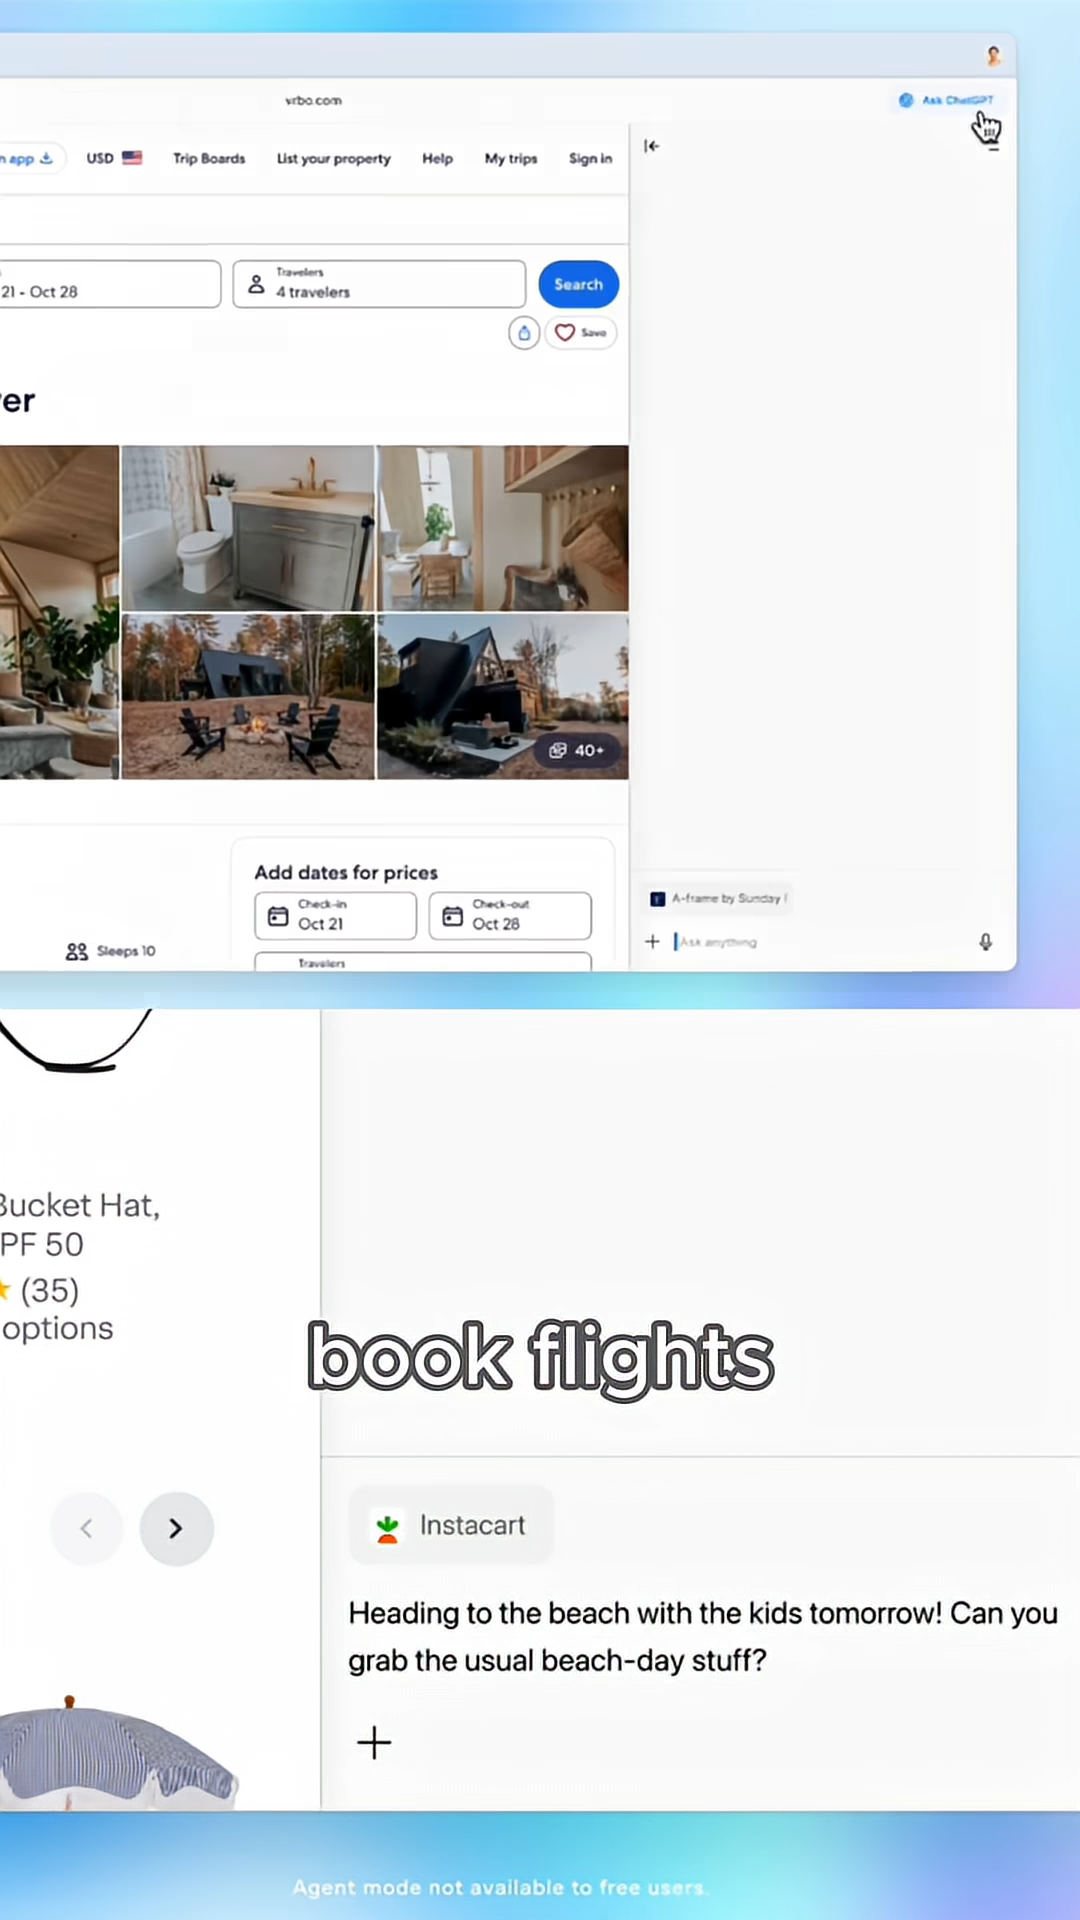 vrbo.com
Ask ChatGPT
n app
USD
Trip Boards
List your property
Help
My trips
Sign in
21 - Oct 28
Travelers
4 travelers
Search
Save
er
40+
Add dates for prices
Check-in
Oct 21
Check-out
Oct 28
Sleeps 10
Travelers
A-frame by Sunday
Ask anything
Bucket Hat,
PF 50
(35)
options
book flights
Instacart
Heading to the beach with the kids tomorrow! Can you
grab the usual beach-day stuff?
Agent mode not available to free users.